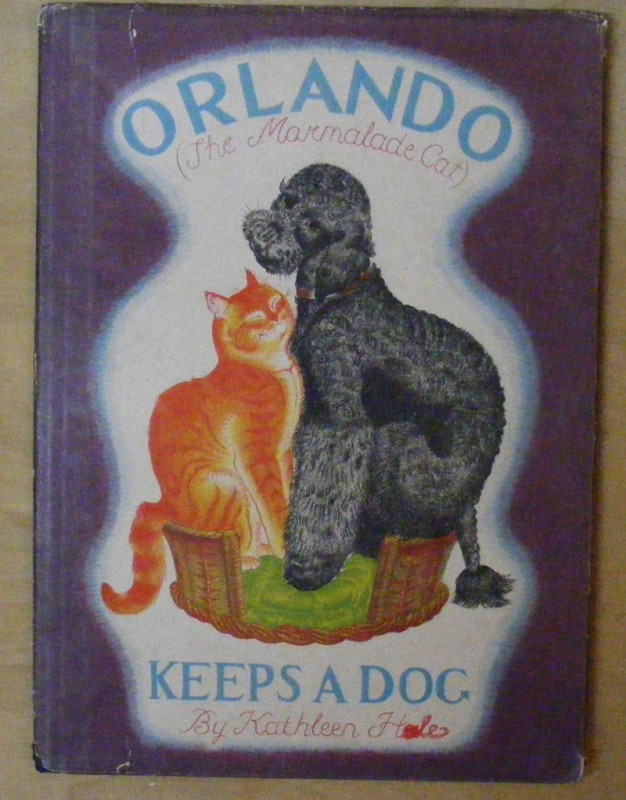 ORLANDO
(The Marmalade Cat)
KEEPS A DOG
By Kathleen Hale